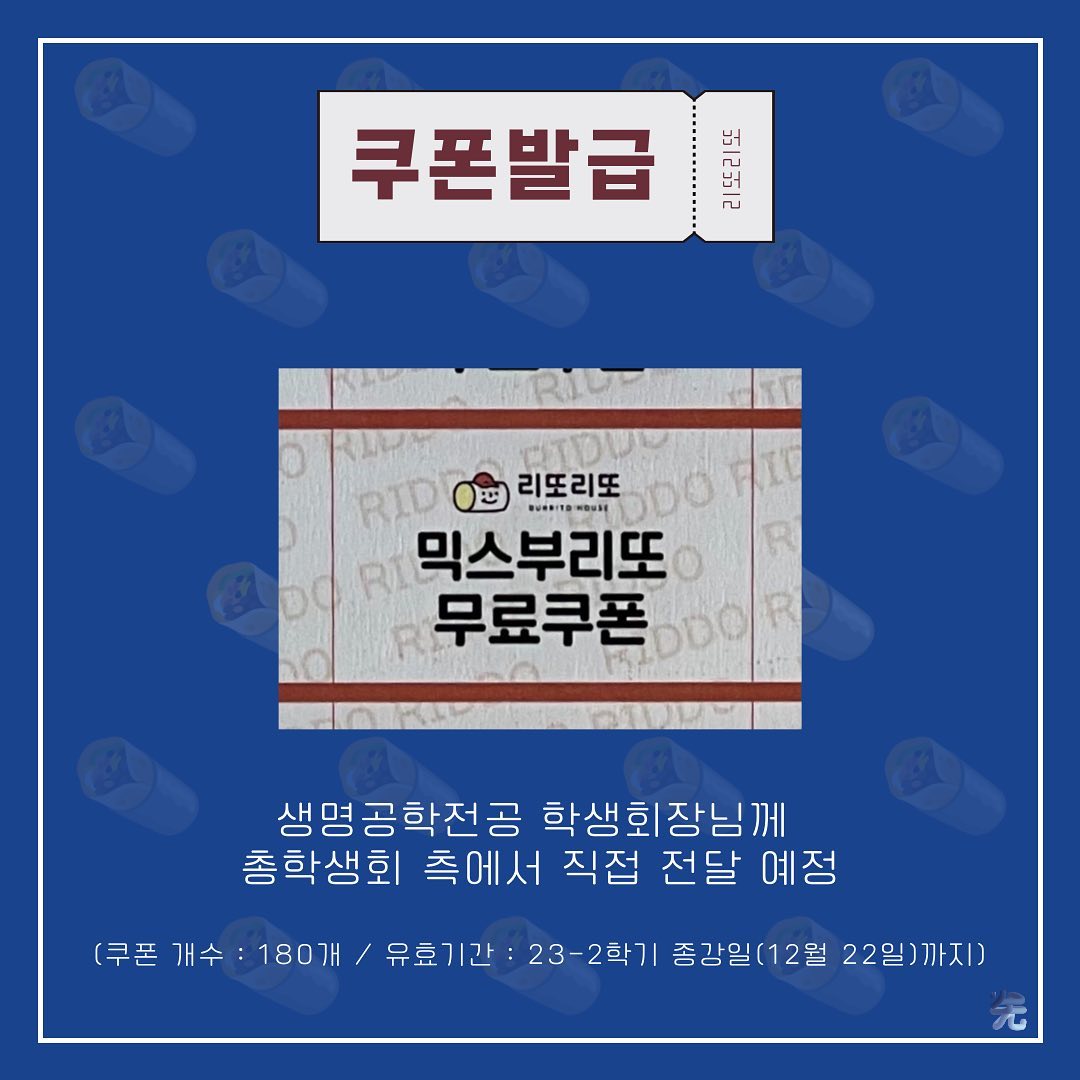 쿠폰발급
리또리또
리또리또
BURRITO HOUSE
믹스부리또
무료쿠폰
RIDDO RIDDO
생명공학전공 학생회장님께
총학생회 측에서 직접 전달 예정
(쿠폰 개수 : 180개 / 유효기간 : 23-2학기 종강일(12월 22일)까지)